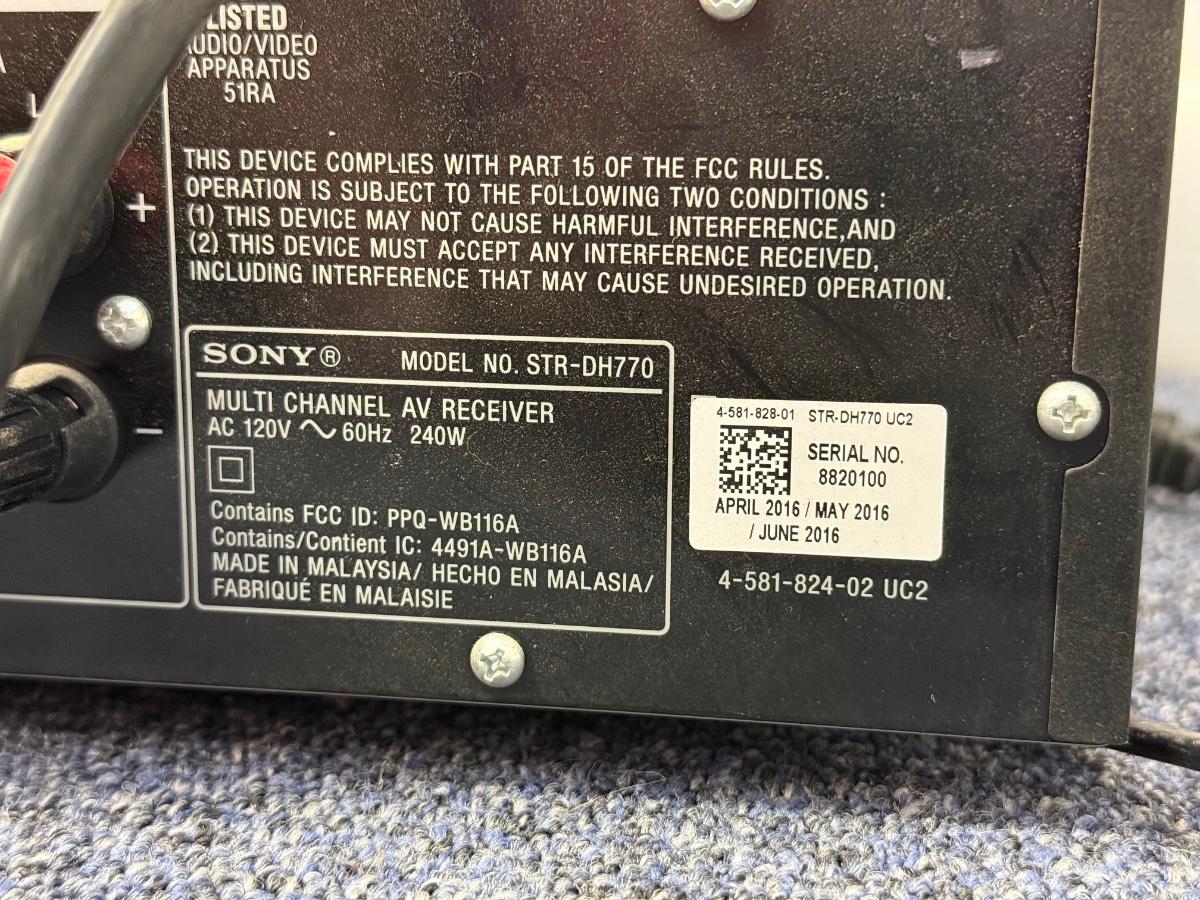 LISTED
AUDIO/VIDEO
APPARATUS
51RA
L
+
−
THIS DEVICE COMPLIES WITH PART 15 OF THE FCC RULES.
OPERATION IS SUBJECT TO THE FOLLOWING TWO CONDITIONS :
(1) THIS DEVICE MAY NOT CAUSE HARMFUL INTERFERENCE,AND
(2) THIS DEVICE MUST ACCEPT ANY INTERFERENCE RECEIVED,
INCLUDING INTERFERENCE THAT MAY CAUSE UNDESIRED OPERATION.
SONY® MODEL NO. STR-DH770
MULTI CHANNEL AV RECEIVER
AC 120V ~ 60Hz 240W
Contains FCC ID: PPQ-WB116A
Contains/Contient IC: 4491A-WB116A
MADE IN MALAYSIA/ HECHO EN MALASIA/
FABRIQUÉ EN MALAISIE
4-581-828-01 STR-DH770 UC2
SERIAL NO.
8820100
APRIL 2016 / MAY 2016
/ JUNE 2016
4-581-824-02 UC2